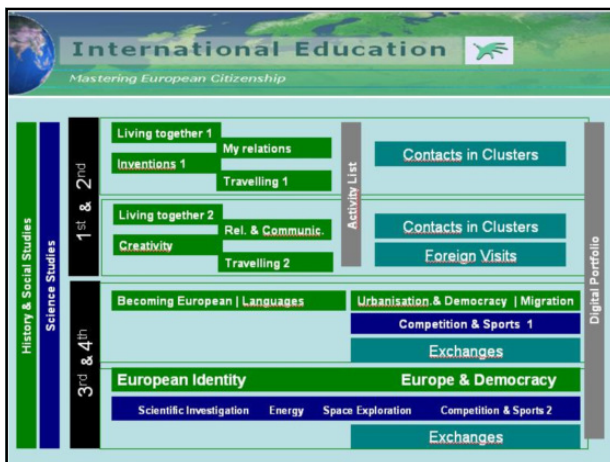 International Education
Mastering European Citizenship
History & Social Studies
Science Studies
1st & 2nd
Living together 1
My relations
Inventions 1
Travelling 1
Activity List
Contacts in Clusters
Living together 2
Rel. & Communic.
Creativity
Travelling 2
Contacts in Clusters
Foreign Visits
Digital Portfolio
3rd & 4th
Becoming European | Languages
Urbanisation.& Democracy | Migration
Competition & Sports 1
Exchanges
European Identity
Europe & Democracy
Scientific Investigation Energy Space Exploration Competition & Sports 2
Exchanges